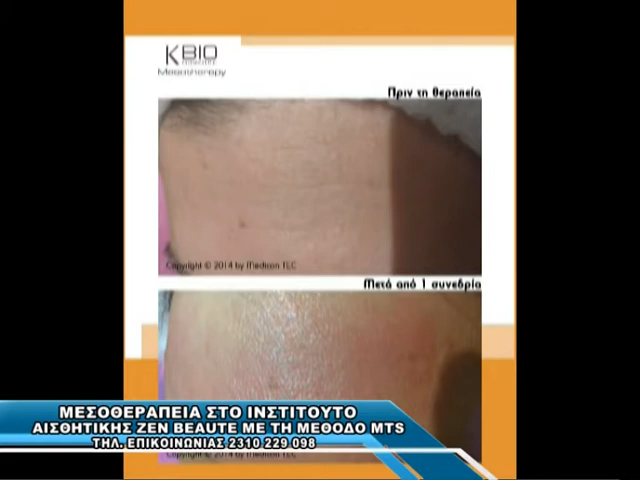 KBIO
Mesotherapy
Πριν τη θεραπεία
Copyright © 2014 by Medicon TEC
Μετά από 1 συνεδρία
ΜΕΣΟΘΕΡΑΠΕΙΑ ΣΤΟ ΙΝΣΤΙΤΟΥΤΟ
ΑΙΣΘΗΤΙΚΗΣ ZEN BEAUTE ΜΕ ΤΗ ΜΕΘΟΔΟ MTS
ΤΗΛ. ΕΠΙΚΟΙΝΩΝΙΑΣ 2310 229 098